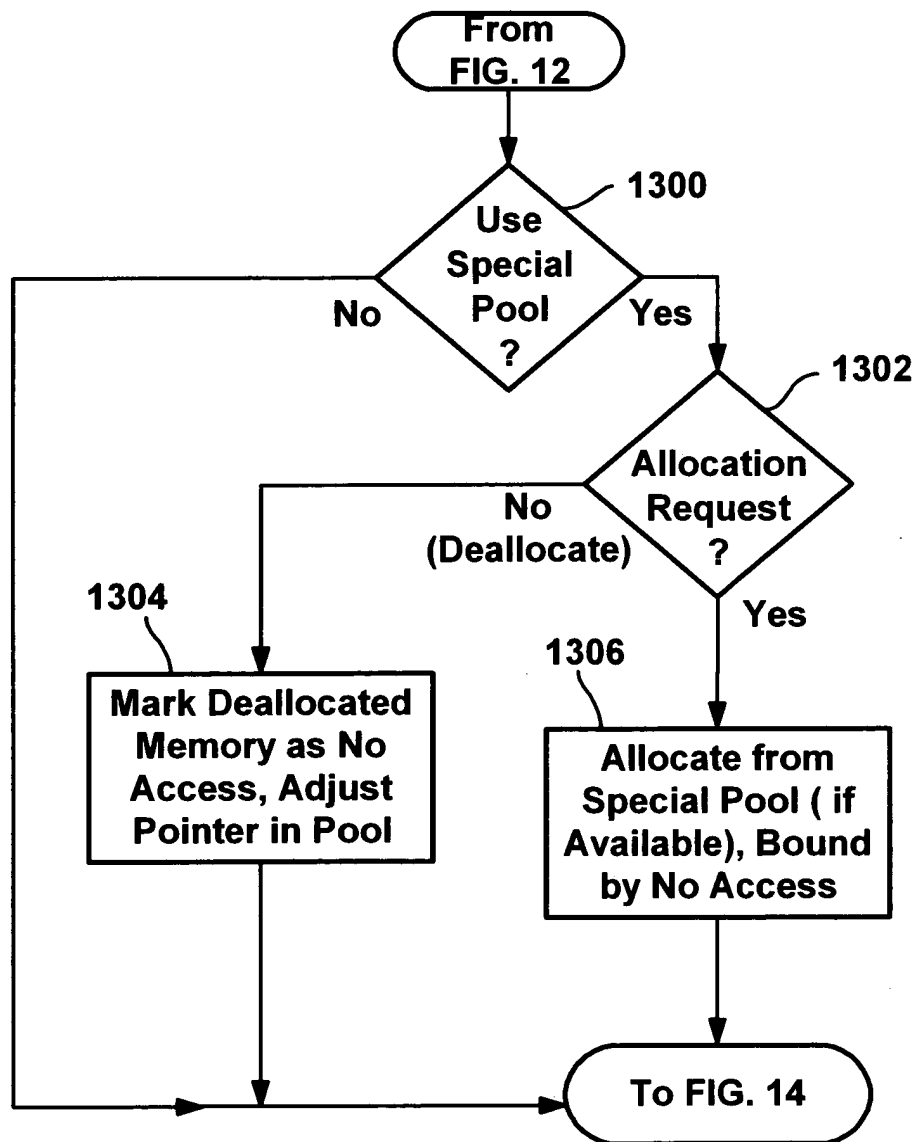 From
FIG. 12
1300
Use
Special
Pool
?
No
Yes
1302
Allocation
Request
?
No
(Deallocate)
Yes
1304
Mark Deallocated
Memory as No
Access, Adjust
Pointer in Pool
1306
Allocate from
Special Pool ( if
Available), Bound
by No Access
To FIG. 14